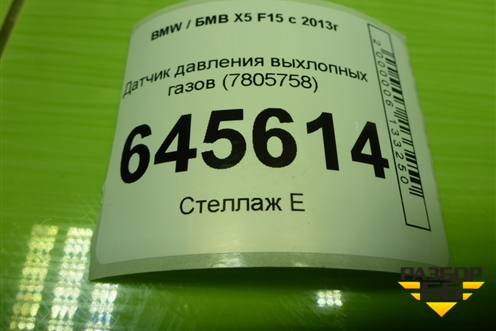 BMW / БМВ X5 F15 с 2013г
Датчик давления выхлопных
газов (7805758)
645614
Стеллаж Е
2000006133250
РАЗБОР